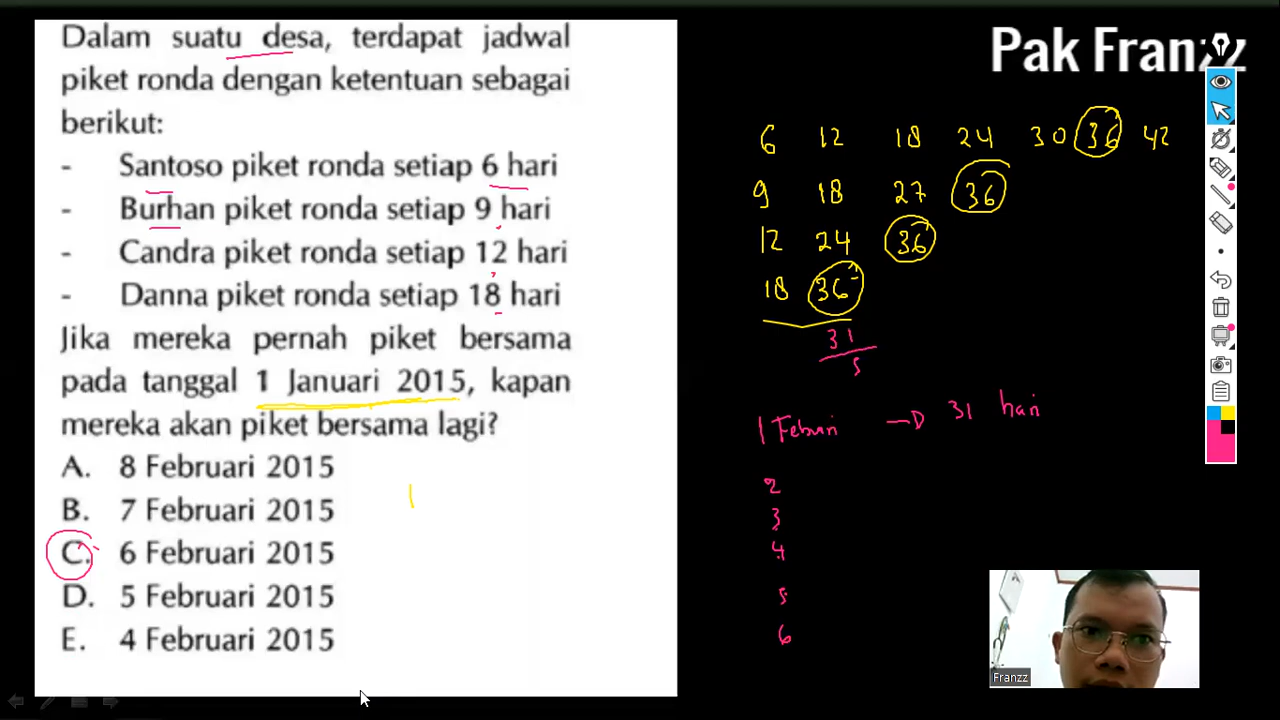 Dalam suatu desa, terdapat jadwal
piket ronda dengan ketentuan sebagai
berikut:
- Santoso piket ronda setiap 6 hari
- Burhan piket ronda setiap 9 hari
- Candra piket ronda setiap 12 hari
- Danna piket ronda setiap 18 hari
Jika mereka pernah piket bersama
pada tanggal 1 Januari 2015, kapan
mereka akan piket bersama lagi?
A. 8 Februari 2015
B. 7 Februari 2015
C. 6 Februari 2015
D. 5 Februari 2015
E. 4 Februari 2015
Pak Franzz
6 12 18 24 30 36 42
9 18 27 36
12 24 36
18 36
31
5
1 Februari → 31 hari
2
3
4
5
6
Franzz